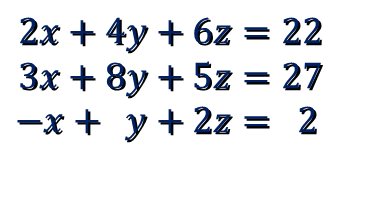 2x + 4y + 6z = 22
3x + 8y + 5z = 27
−x + y + 2z = 2